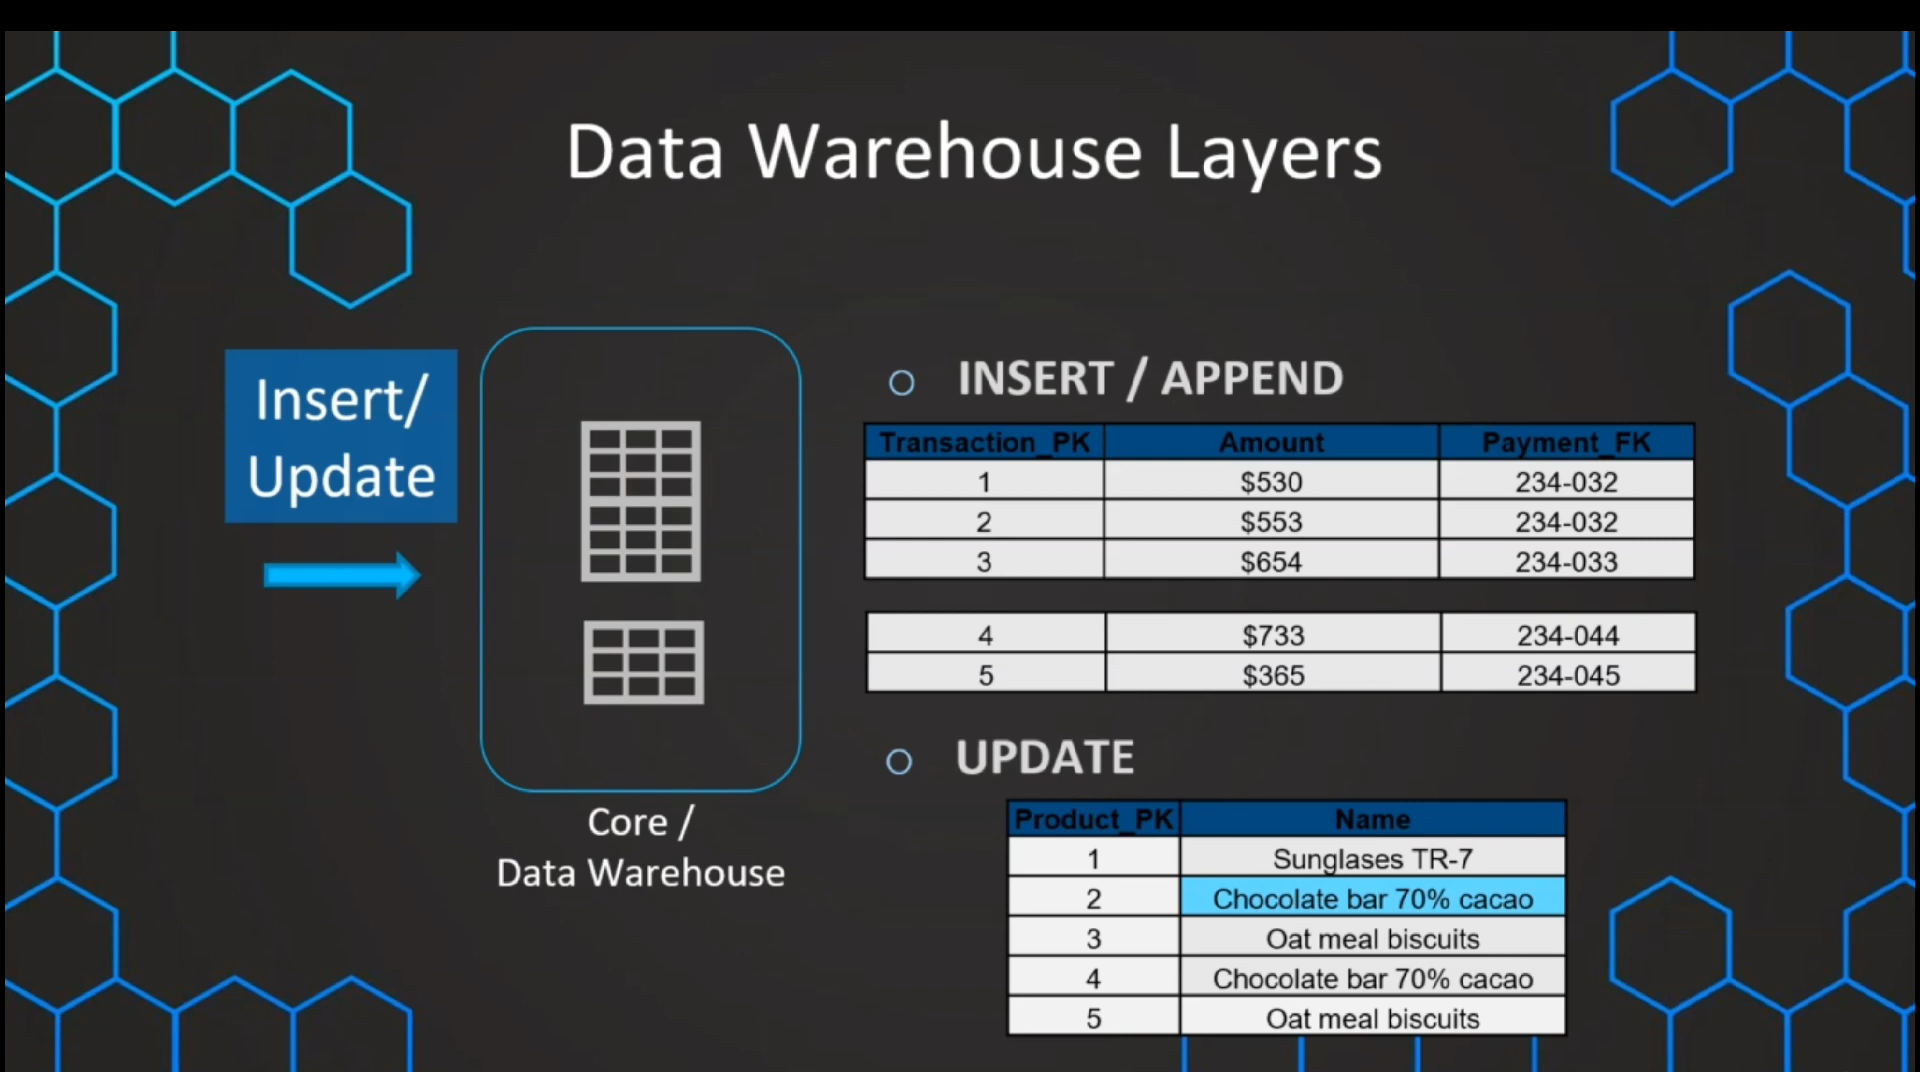 Data Warehouse Layers
Insert/
Update
Core /
Data Warehouse
INSERT / APPEND
Transaction_PK Amount Payment_FK
1 $530 234-032
2 $553 234-032
3 $654 234-033
4 $733 234-044
5 $365 234-045
UPDATE
Product_PK Name
1 Sunglases TR-7
2 Chocolate bar 70% cacao
3 Oat meal biscuits
4 Chocolate bar 70% cacao
5 Oat meal biscuits